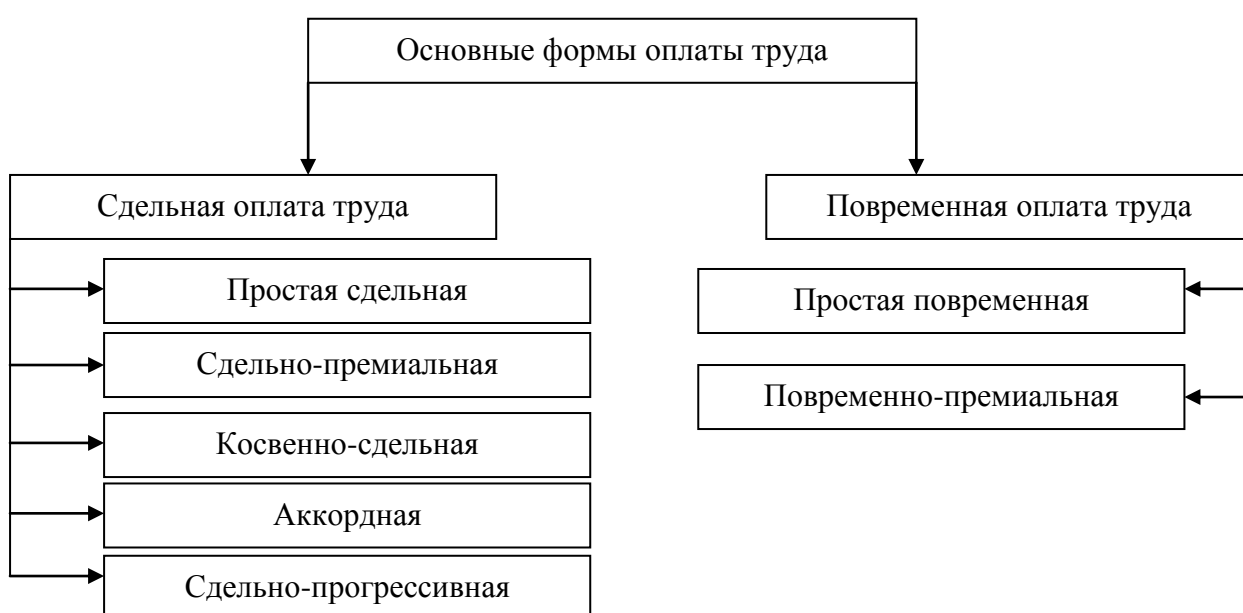 Основные формы оплаты труда
Сдельная оплата труда
Повременная оплата труда
Простая сдельная
Сдельно-премиальная
Косвенно-сдельная
Аккордная
Сдельно-прогрессивная
Простая повременная
Повременно-премиальная